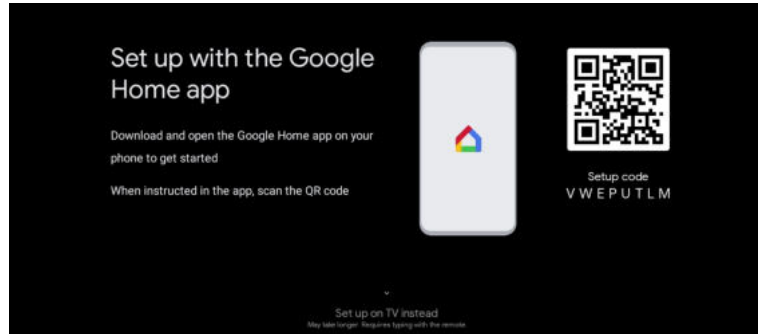 Set up with the Google
Home app
Download and open the Google Home app on your
phone to get started
When instructed in the app, scan the QR code
Setup code
VWEPUTLM
Set up on TV instead
May take longer. Requires typing with the remote.